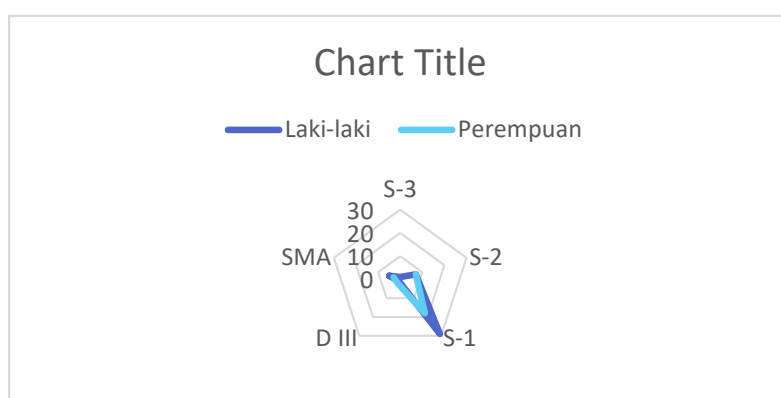 Chart Title
Laki-laki
Perempuan
S-3
30
20
10
0
SMA
S-2
D III
S-1